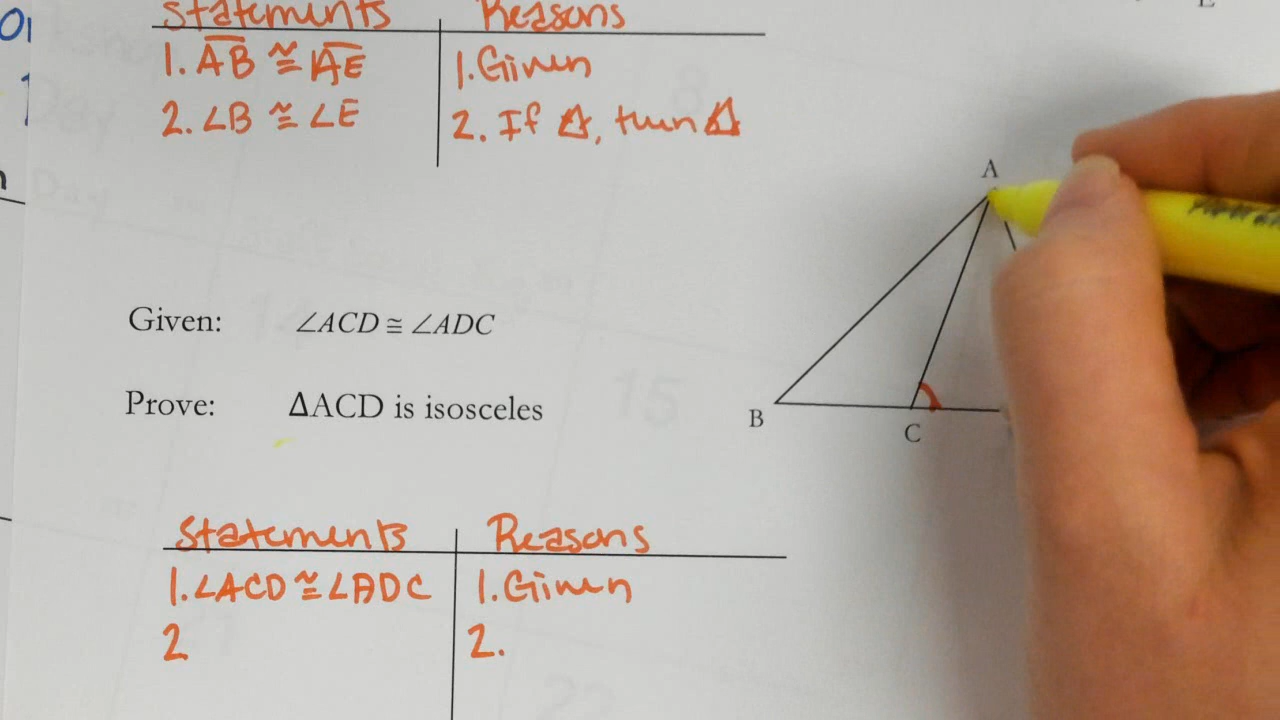 Statements Reasons
1. AB ≅ AE 1. Given
2. ∠B ≅ ∠E 2. If △, then △
A
Given: ∠ACD ≅ ∠ADC
Prove: ΔACD is isosceles
B
C
Statements Reasons
1. ∠ACD ≅ ∠ADC 1. Given
2 2.